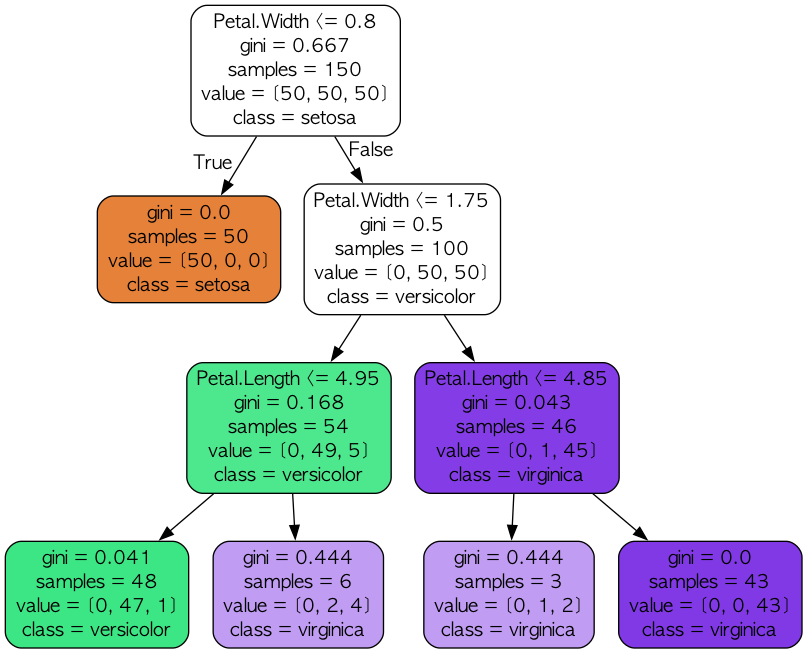 Petal.Width <= 0.8
gini = 0.667
samples = 150
value = [50, 50, 50]
class = setosa
True
False
gini = 0.0
samples = 50
value = [50, 0, 0]
class = setosa
Petal.Width <= 1.75
gini = 0.5
samples = 100
value = [0, 50, 50]
class = versicolor
Petal.Length <= 4.95
gini = 0.168
samples = 54
value = [0, 49, 5]
class = versicolor
Petal.Length <= 4.85
gini = 0.043
samples = 46
value = [0, 1, 45]
class = virginica
gini = 0.041
samples = 48
value = [0, 47, 1]
class = versicolor
gini = 0.444
samples = 6
value = [0, 2, 4]
class = virginica
gini = 0.444
samples = 3
value = [0, 1, 2]
class = virginica
gini = 0.0
samples = 43
value = [0, 0, 43]
class = virginica